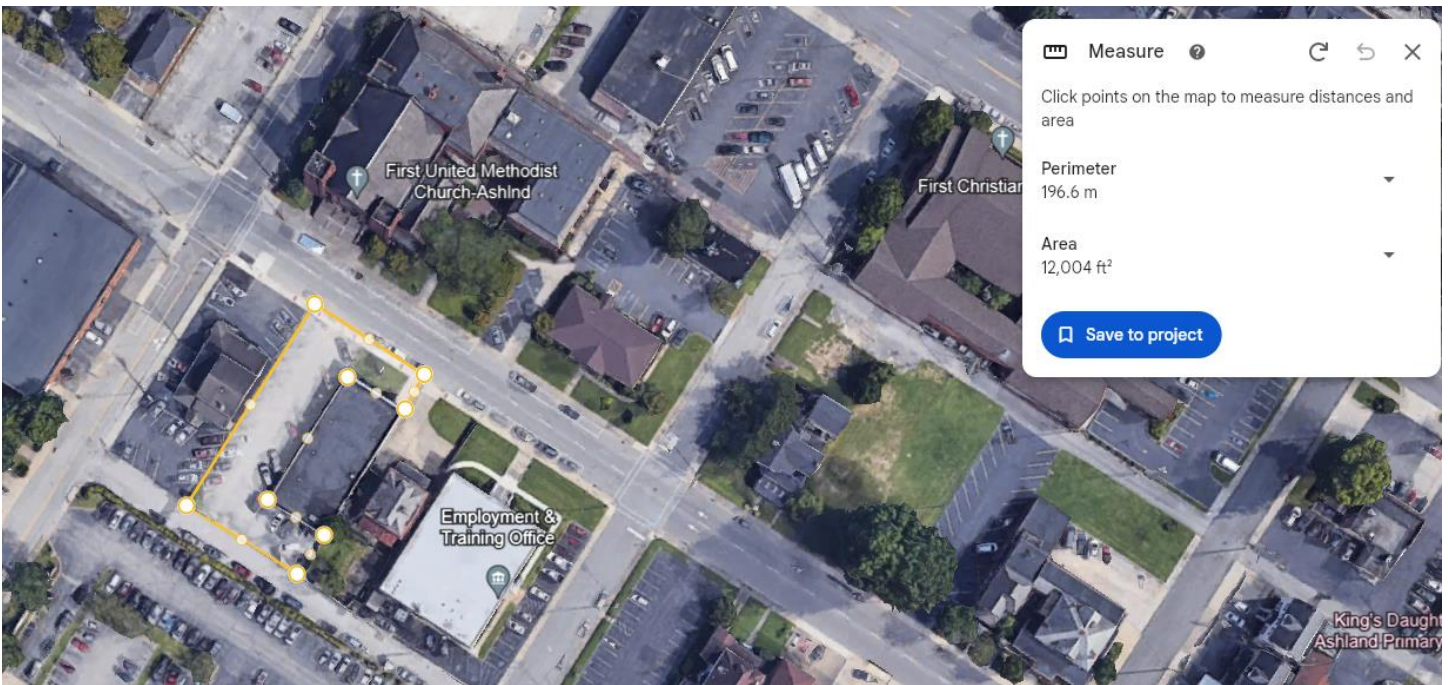 Measure
Click points on the map to measure distances and
area
Perimeter
196.6 m
Area
12,004 ft²
Save to project
First United Methodist
Church-Ashlnd
First Christian
Employment &
Training Office
King's Daught
Ashland Primary